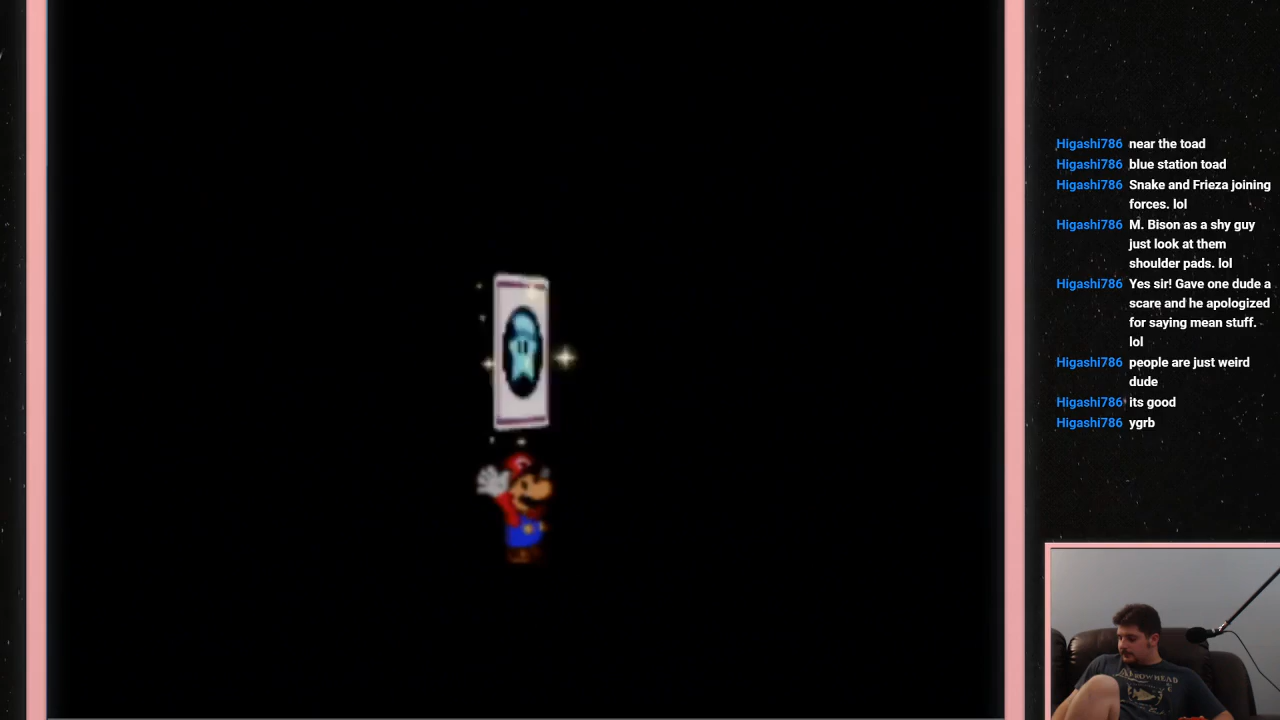 Higashi786 near the toad
Higashi786 blue station toad
Higashi786 Snake and Frieza joining
forces. lol
Higashi786 M. Bison as a shy guy
just look at them
shoulder pads. lol
Higashi786 Yes sir! Gave one dude a
scare and he apologized
for saying mean stuff.
lol
Higashi786 people are just weird
dude
Higashi786 its good
Higashi786 ygrb